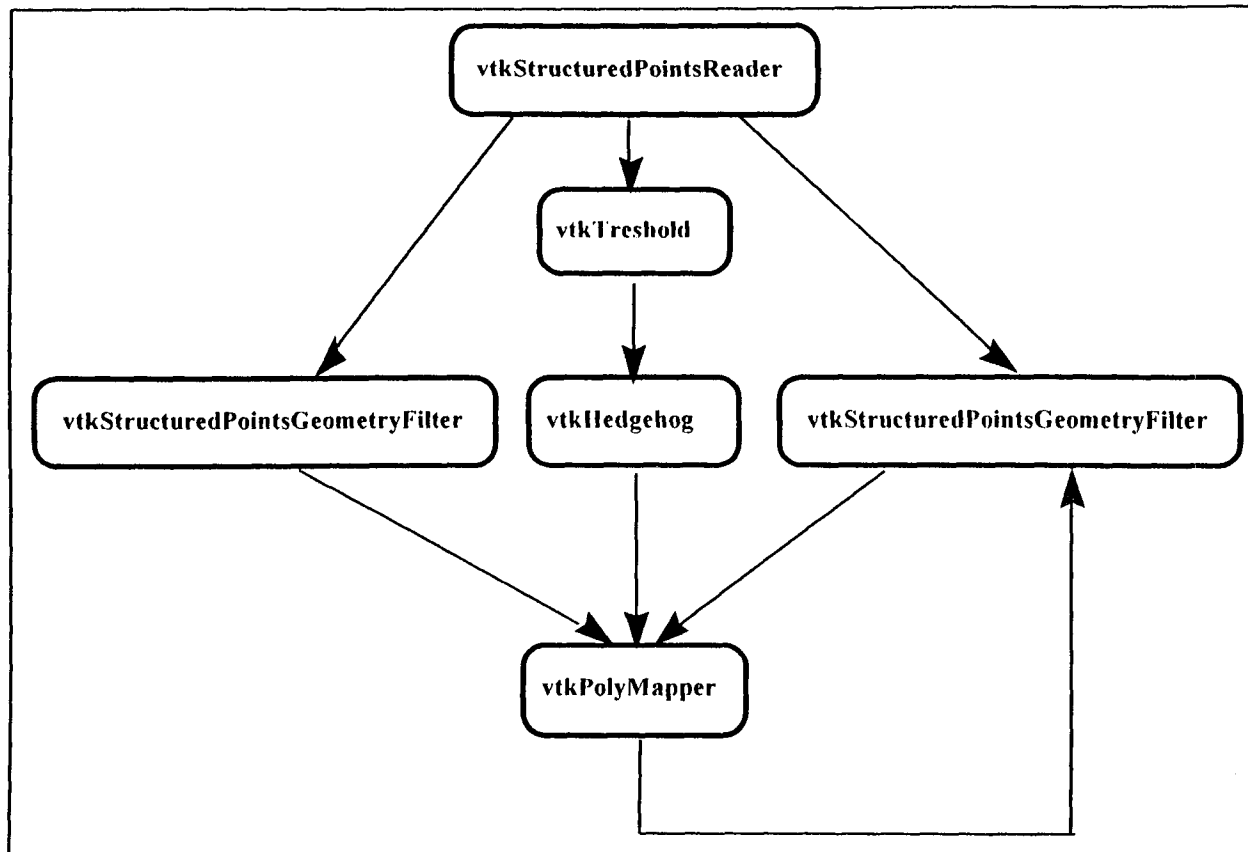 vtkStructuredPointsReader
vtkTreshold
vtkStructuredPointsGeometryFilter
vtkHedgehog
vtkStructuredPointsGeometryFilter
vtkPolyMapper